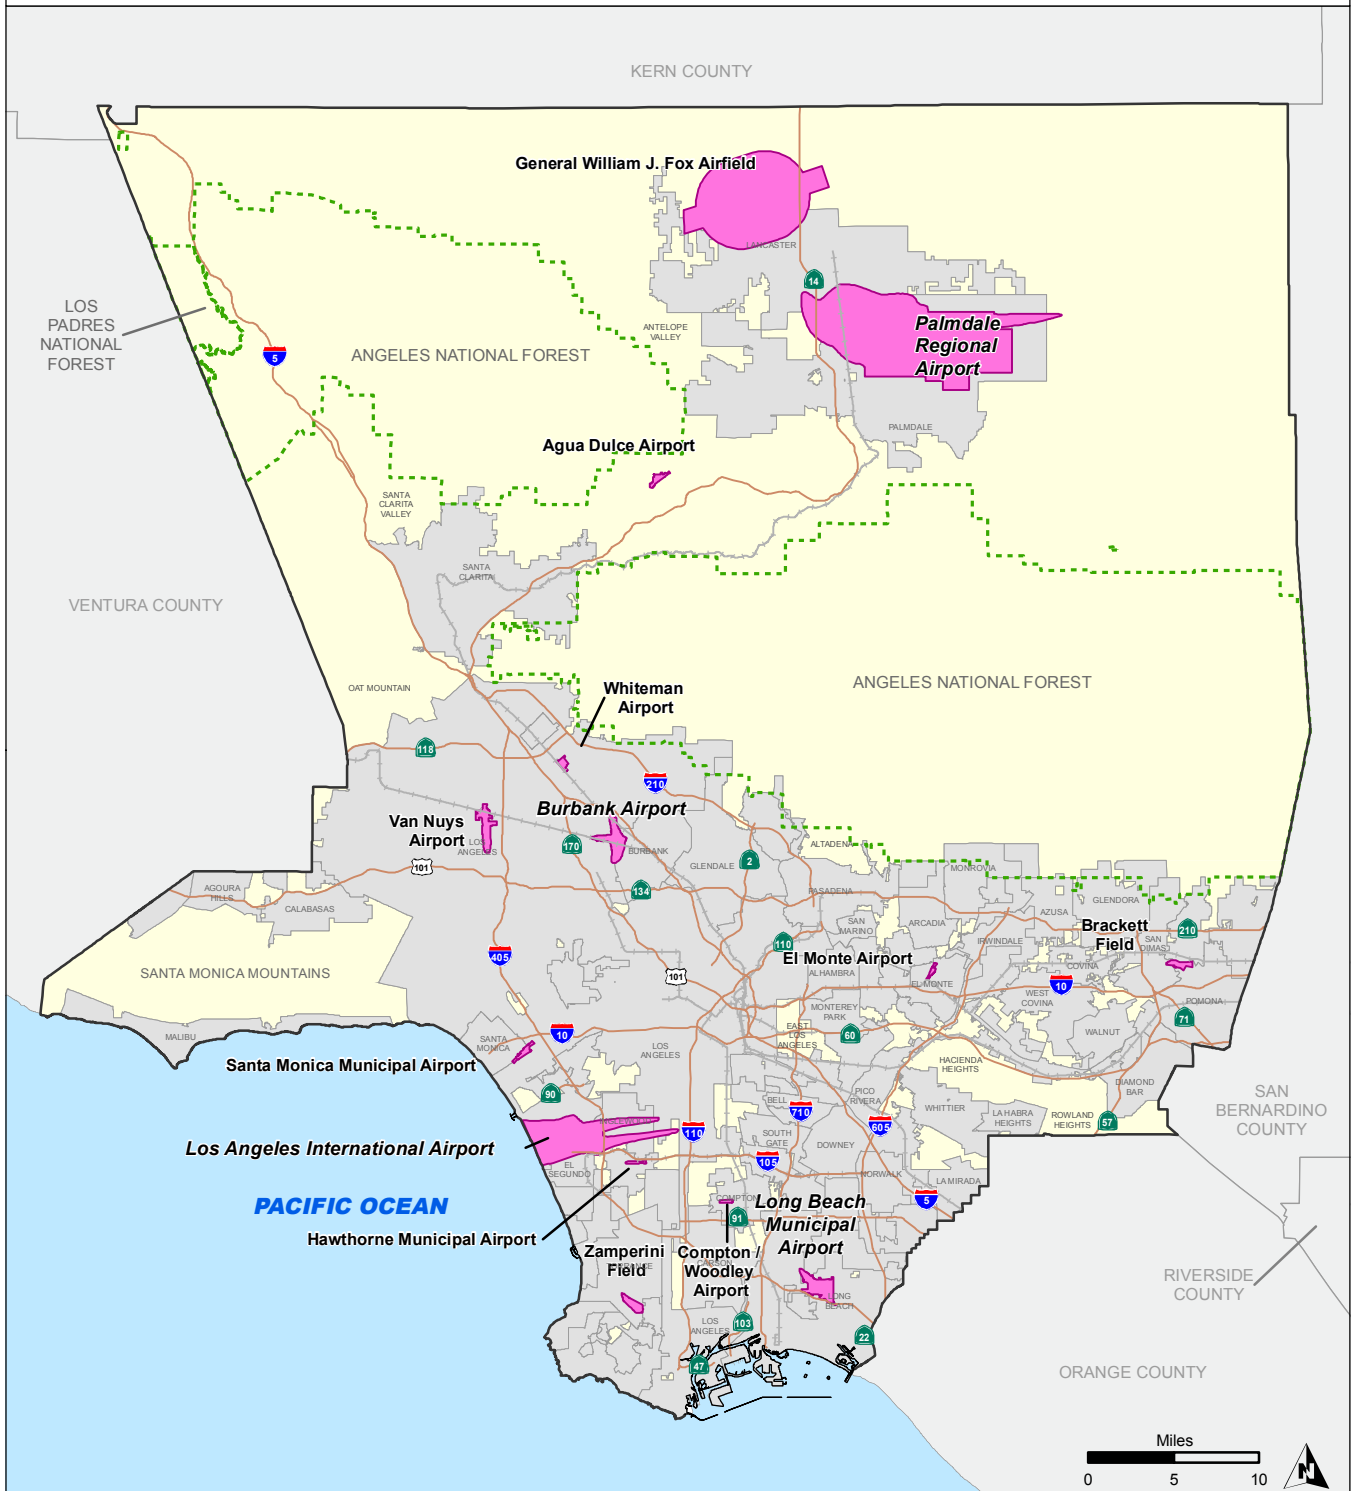 KERN COUNTY
General William J. Fox Airfield
LANCASTER
14
LOS
PADRES
NATIONAL
FOREST
ANTELOPE
VALLEY
Palmdale
Regional
Airport
5
ANGELES NATIONAL FOREST
PALMDALE
Agua Dulce Airport
SANTA
CLARITA
VALLEY
SANTA
CLARITA
VENTURA COUNTY
OAT MOUNTAIN
Whiteman
Airport
ANGELES NATIONAL FOREST
118
210
Burbank Airport
Van Nuys
Airport
LOS
ANGELES
170
BURBANK
ALTADENA
GLENDALE
2
101
134
PASADENA
MONROVIA
AGOURA
HILLS
CALABASAS
GLENDORA
AZUSA
SAN
MARINO
ARCADIA
Brackett
Field
210
IRWINDALE
SAN
DIMAS
110
El Monte Airport
405
SANTA MONICA MOUNTAINS
101
ALHAMBRA
EL MONTE
COVINA
10
WEST
COVINA
POMONA
MONTEREY
PARK
71
MALIBU
SANTA
MONICA
10
LOS
ANGELES
EAST
LOS
ANGELES
60
WALNUT
Santa Monica Municipal Airport
HACIENDA
HEIGHTS
DIAMOND
BAR
90
BELL
710
PICO
RIVERA
WHITTIER
LA HABRA
HEIGHTS
ROWLAND
HEIGHTS
57
SAN
BERNARDINO
COUNTY
INGLEWOOD
110
605
Los Angeles International Airport
SOUTH
GATE
DOWNEY
105
EL
SEGUNDO
NORWALK
LA MIRADA
5
PACIFIC OCEAN
COMPTON
91
Long Beach
Municipal
Airport
Hawthorne Municipal Airport
Zamperini
Field
TORRANCE
Compton /
Woodley
Airport
CARSON
LONG
BEACH
RIVERSIDE
COUNTY
LOS
ANGELES
103
22
47
ORANGE COUNTY
Miles
0 5 10
N